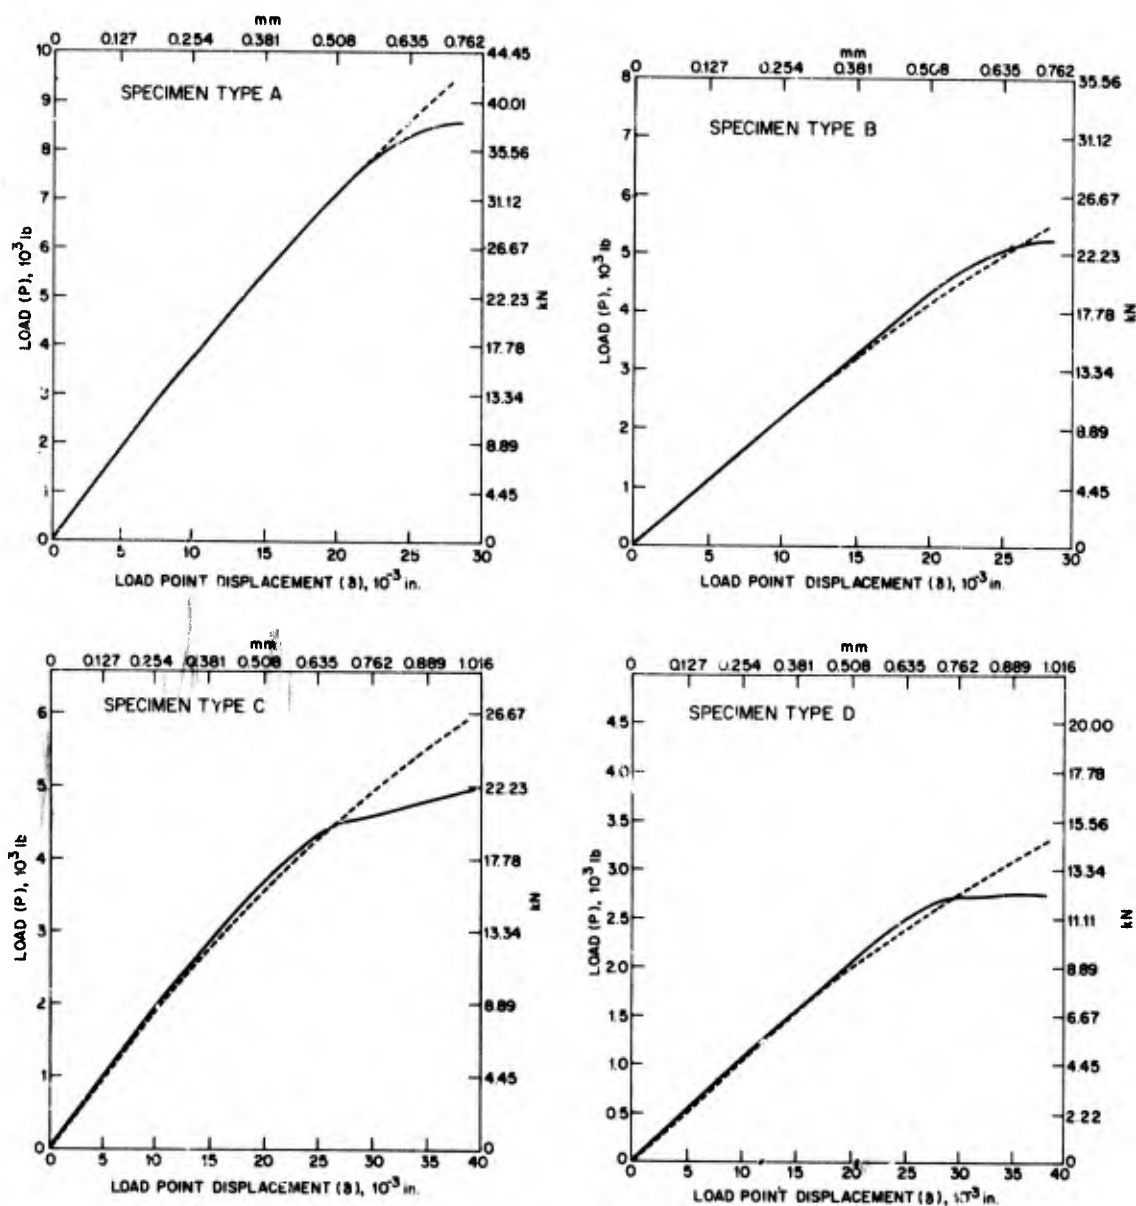 mm
0 0.127 0.254 0.381 0.508 0.635 0.762
10 44.45
SPECIMEN TYPE A
9 40.01
8 36.56
7 31.12
6 26.67
5 22.23
4 17.78
13.34
2 8.89
1 4.45
0 0
LOAD (P), 10³ lb
kN
0 5 10 15 20 25 30
LOAD POINT DISPLACEMENT (δ), 10⁻³ in.
mm
0 0.127 0.254 0.381 0.508 0.635 0.762
8 35.56
SPECIMEN TYPE B
7 31.12
6 26.67
5 22.23
4 17.78
3 13.34
2 8.89
1 4.45
0 0
LOAD (P), 10³ lb
kN
0 5 10 15 20 25 30
LOAD POINT DISPLACEMENT (δ), 10⁻³ in.
mm
0 0.127 0.254 0.381 0.508 0.635 0.762 0.889 1.016
SPECIMEN TYPE C
6 26.67
5 22.23
4 17.78
3 13.34
2 8.89
1 4.45
0 0
LOAD (P), 10³ lb
kN
0 5 10 15 20 25 30 35 40
LOAD POINT DISPLACEMENT (δ), 10⁻³ in.
mm
0 0.127 0.254 0.381 0.508 0.635 0.762 0.889 1.016
SPECIMEN TYPE D
4.5 20.00
4.0 17.78
3.5 15.56
3.0 13.34
2.5 11.11
2.0 8.89
1.5 6.67
1.0 4.45
0.5 2.22
0 0
LOAD (P), 10³ lb
kN
0 5 10 15 20 25 30 35 40
LOAD POINT DISPLACEMENT (δ), 10⁻³ in.